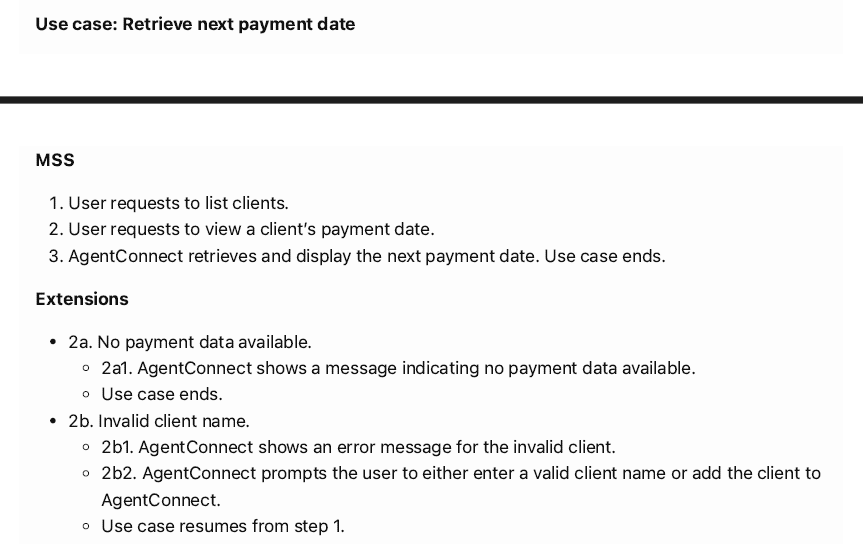 Use case: Retrieve next payment date
MSS
1. User requests to list clients.
2. User requests to view a client's payment date.
3. AgentConnect retrieves and display the next payment date. Use case ends.
Extensions
• 2a. No payment data available.
◦ 2a1. AgentConnect shows a message indicating no payment data available.
◦ Use case ends.
• 2b. Invalid client name.
◦ 2b1. AgentConnect shows an error message for the invalid client.
◦ 2b2. AgentConnect prompts the user to either enter a valid client name or add the client to
AgentConnect.
◦ Use case resumes from step 1.